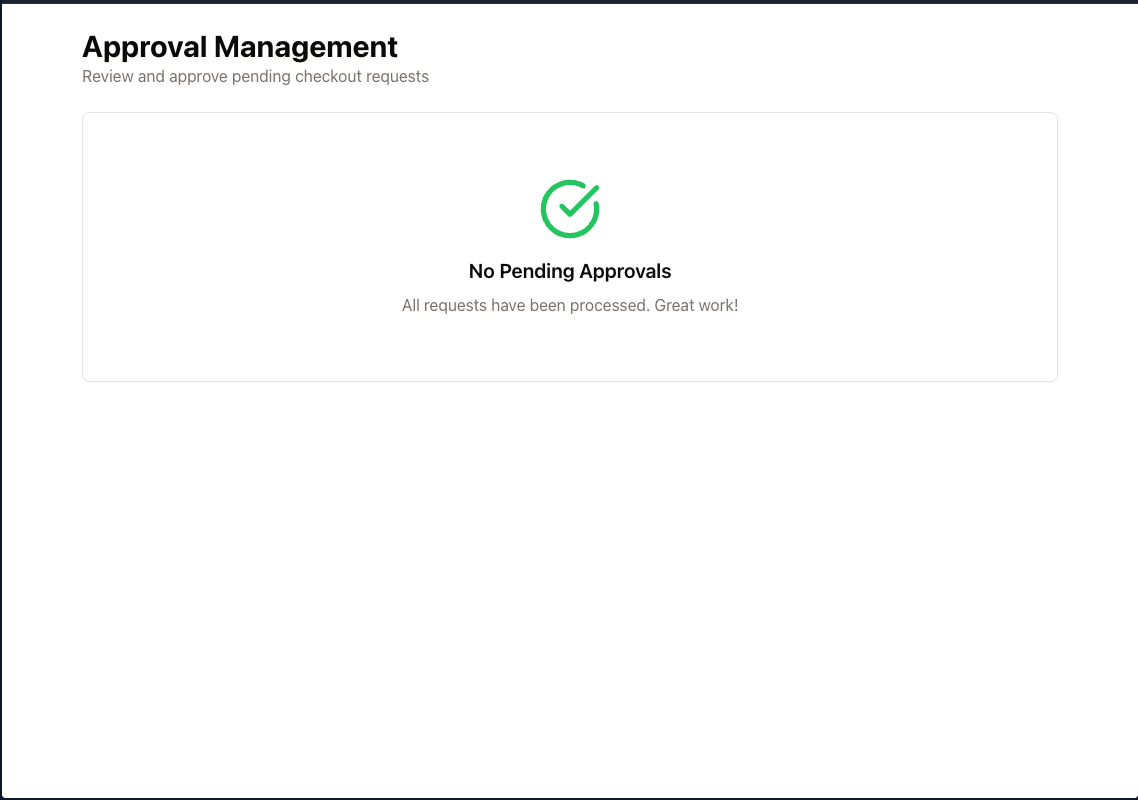 Approval Management
Review and approve pending checkout requests
No Pending Approvals
All requests have been processed. Great work!